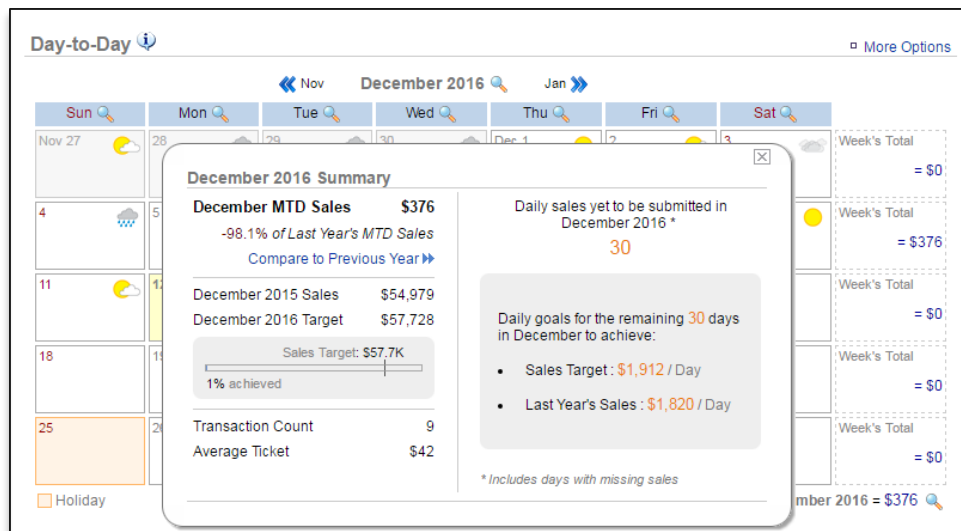 Day-to-Day
More Options
Nov December 2016 Jan
Sun Mon Tue Wed Thu Fri Sat
Nov 27 28 29 30 Dec 1 2 3 Week's Total
= $0
4 5 Week's Total
= $376
11 12 Week's Total
= $0
18 Week's Total
= $0
25 Week's Total
= $0
Holiday
2016 = $376
December 2016 Summary
December MTD Sales $376
-98.1% of Last Year's MTD Sales
Compare to Previous Year
December 2015 Sales $54,979
December 2016 Target $57,728
Sales Target: $57.7K
1% achieved
Transaction Count 9
Average Ticket $42
Daily sales yet to be submitted in
December 2016 *
30
Daily goals for the remaining 30 days
in December to achieve:
• Sales Target : $1,912 / Day
• Last Year's Sales : $1,820 / Day
* Includes days with missing sales